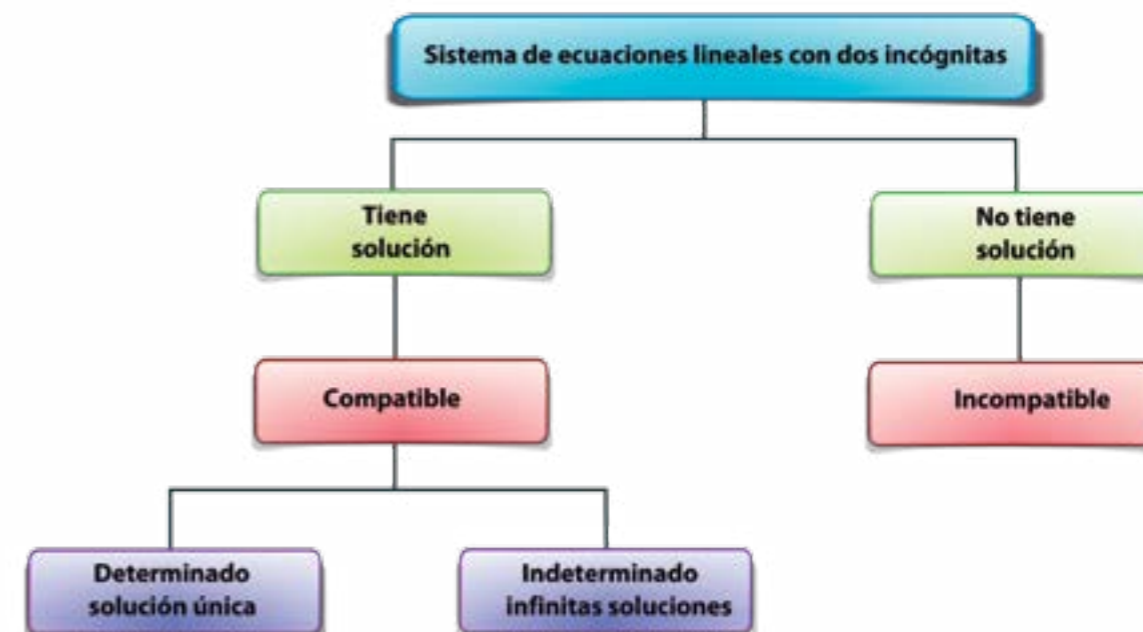 Sistema de ecuaciones lineales con dos incógnitas
Tiene
solución
No tiene
solución
Compatible
Incompatible
Determinado
solución única
Indeterminado
infinitas soluciones